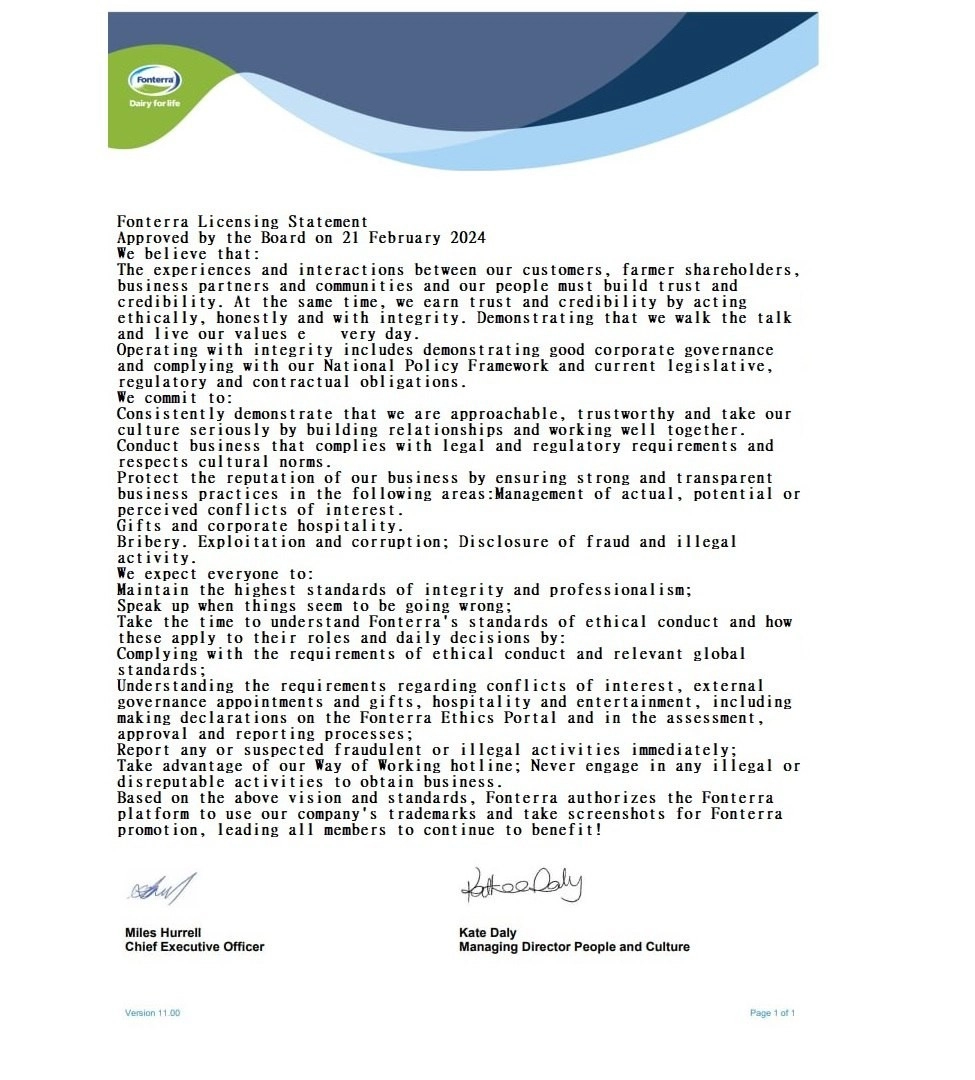 Fonterra
Dairy for life
Fonterra Licensing Statement
Approved by the Board on 21 February 2024
We believe that:
The experiences and interactions between our customers, farmer shareholders,
business partners and communities and our people must build trust and
credibility. At the same time, we earn trust and credibility by acting
ethically, honestly and with integrity. Demonstrating that we walk the talk
and live our values e very day.
Operating with integrity includes demonstrating good corporate governance
and complying with our National Policy Framework and current legislative,
regulatory and contractual obligations.
We commit to:
Consistently demonstrate that we are approachable, trustworthy and take our
culture seriously by building relationships and working well together.
Conduct business that complies with legal and regulatory requirements and
respects cultural norms.
Protect the reputation of our business by ensuring strong and transparent
business practices in the following areas:Management of actual, potential or
perceived conflicts of interest.
Gifts and corporate hospitality.
Bribery. Exploitation and corruption; Disclosure of fraud and illegal
activity.
We expect everyone to:
Maintain the highest standards of integrity and professionalism;
Speak up when things seem to be going wrong;
Take the time to understand Fonterra's standards of ethical conduct and how
these apply to their roles and daily decisions by:
Complying with the requirements of ethical conduct and relevant global
standards;
Understanding the requirements regarding conflicts of interest, external
governance appointments and gifts, hospitality and entertainment, including
making declarations on the Fonterra Ethics Portal and in the assessment,
approval and reporting processes;
Report any or suspected fraudulent or illegal activities immediately;
Take advantage of our Way of Working hotline; Never engage in any illegal or
disreputable activities to obtain business.
Based on the above vision and standards, Fonterra authorizes the Fonterra
platform to use our company's trademarks and take screenshots for Fonterra
promotion, leading all members to continue to benefit!
Miles Hurrell
Chief Executive Officer
Kate Daly
Managing Director People and Culture
Version 11.00
Page 1 of 1